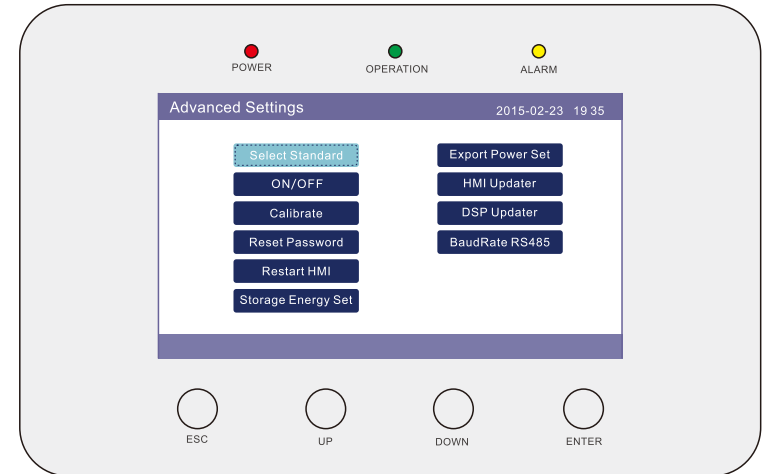 POWER OPERATION ALARM
Advanced Settings 2015-02-23 19 35
Select Standard Export Power Set
ON/OFF HMI Updater
Calibrate DSP Updater
Reset Password BaudRate RS485
Restart HMI
Storage Energy Set
ESC UP DOWN ENTER